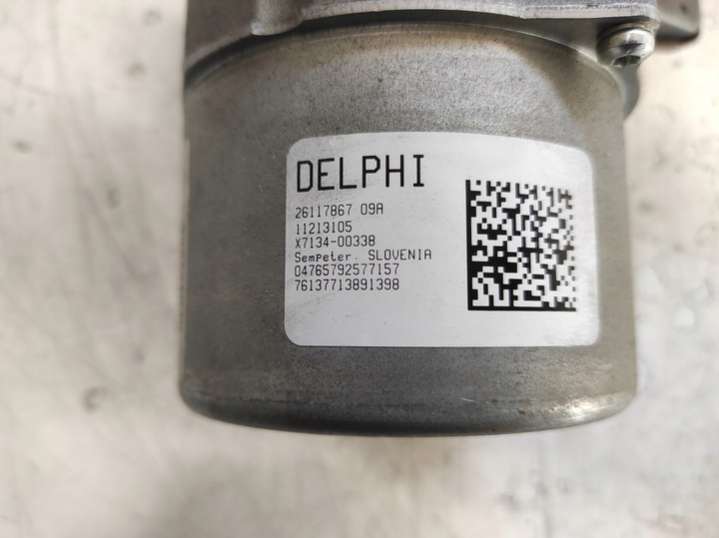 DELPHI
26117867 09A
11213105
X7134-00338
Sempeter. SLOVENIA
04765792577157
76137713891398